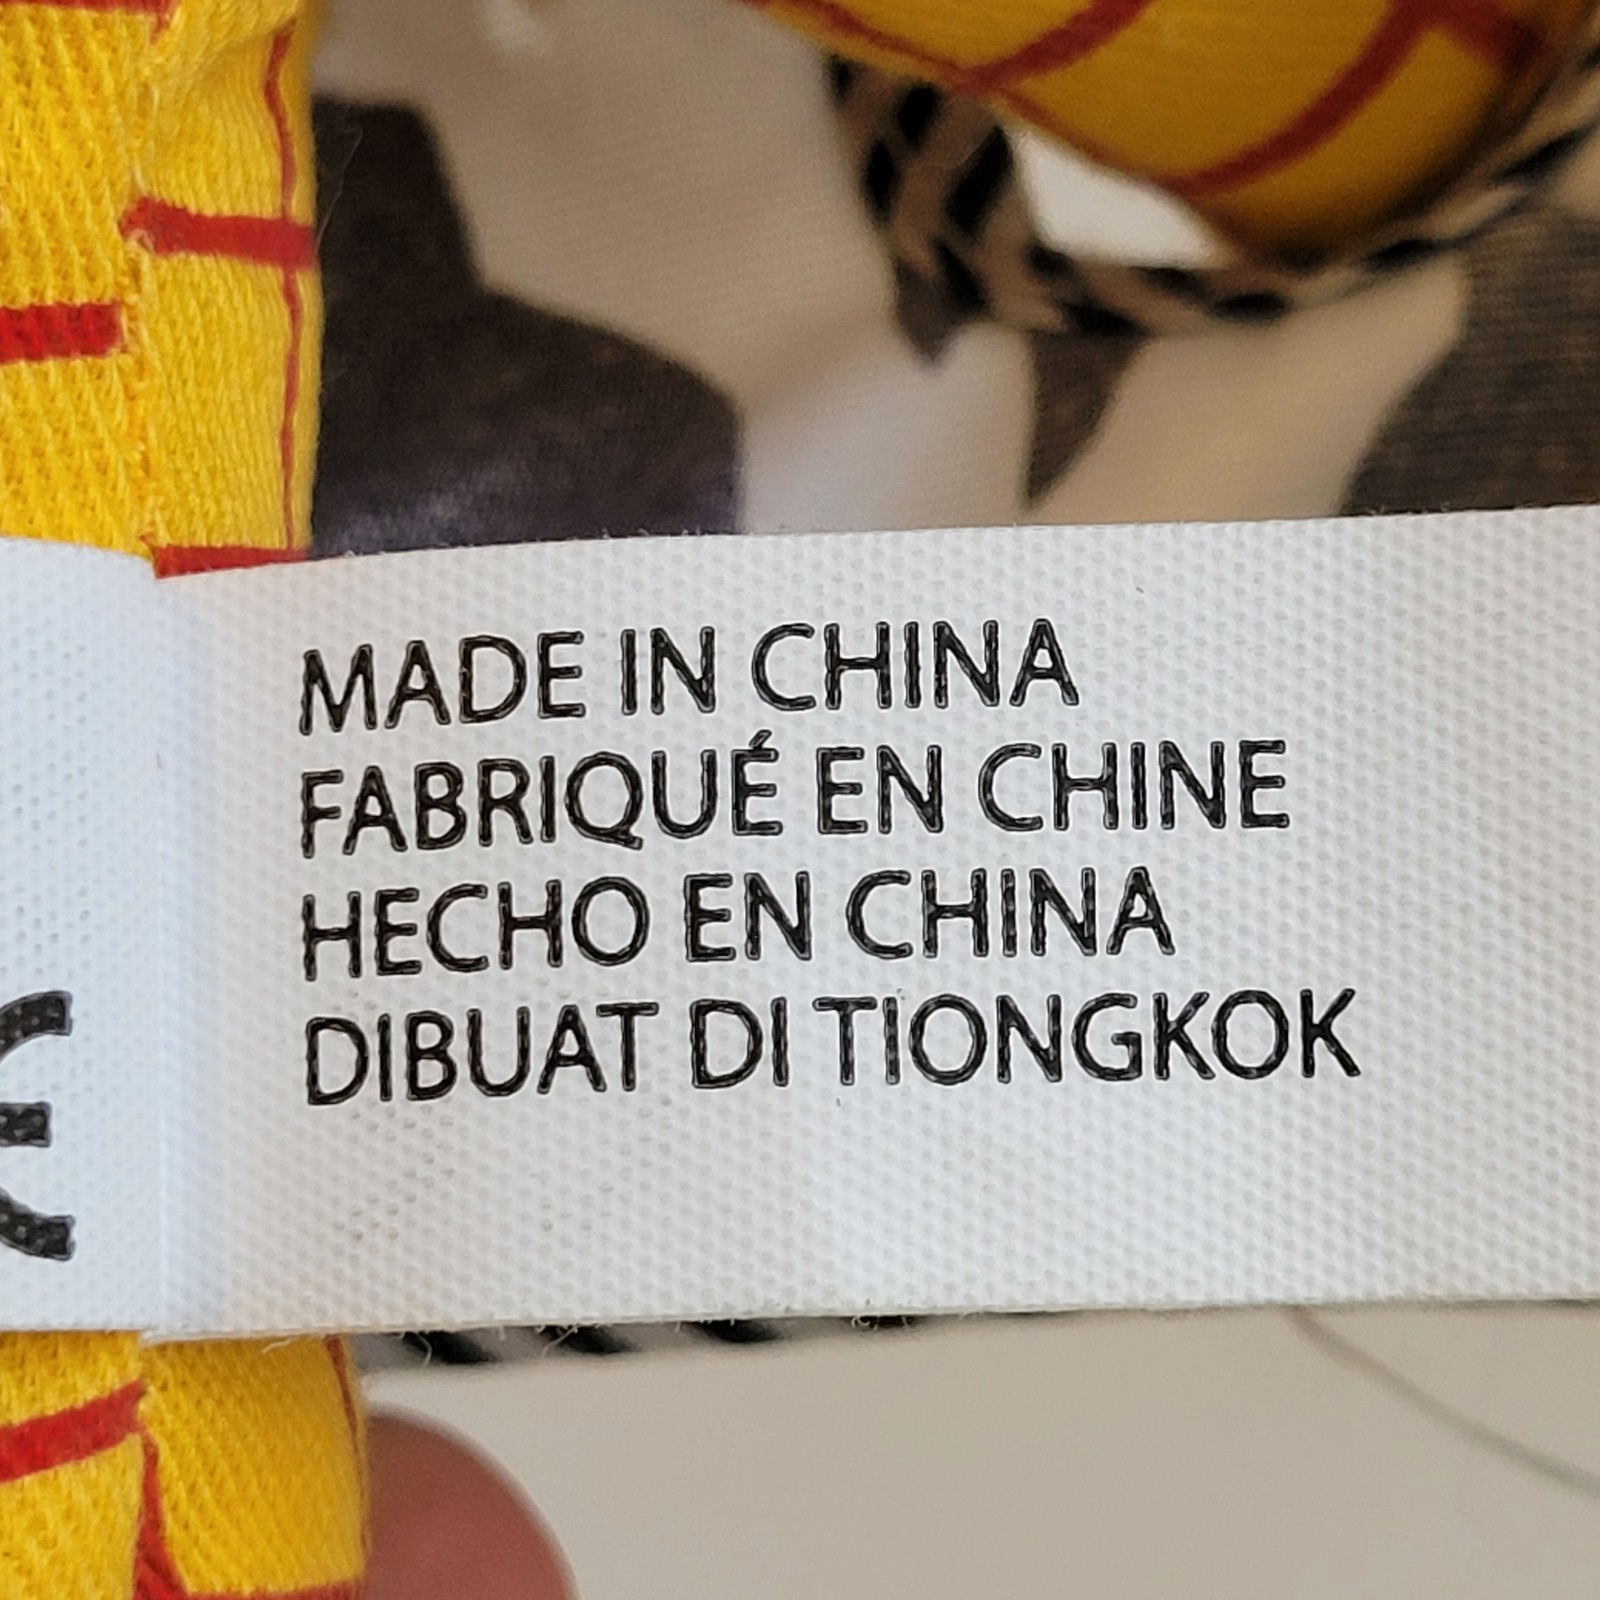 MADE IN CHINA
FABRIQUÉ EN CHINE
HECHO EN CHINA
DIBUAT DI TIONGKOK